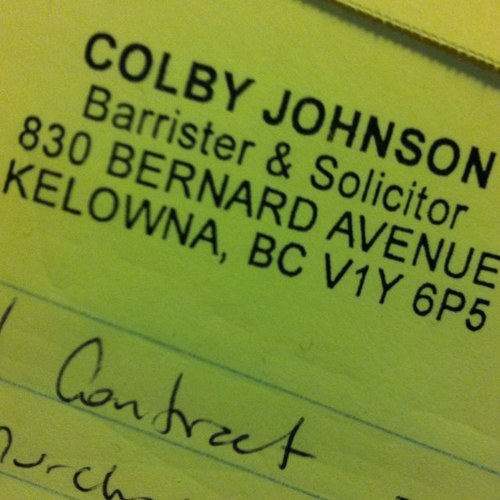 COLBY JOHNSON
Barrister & Solicitor
830 BERNARD AVENUE
KELOWNA, BC V1Y 6P5
Contract